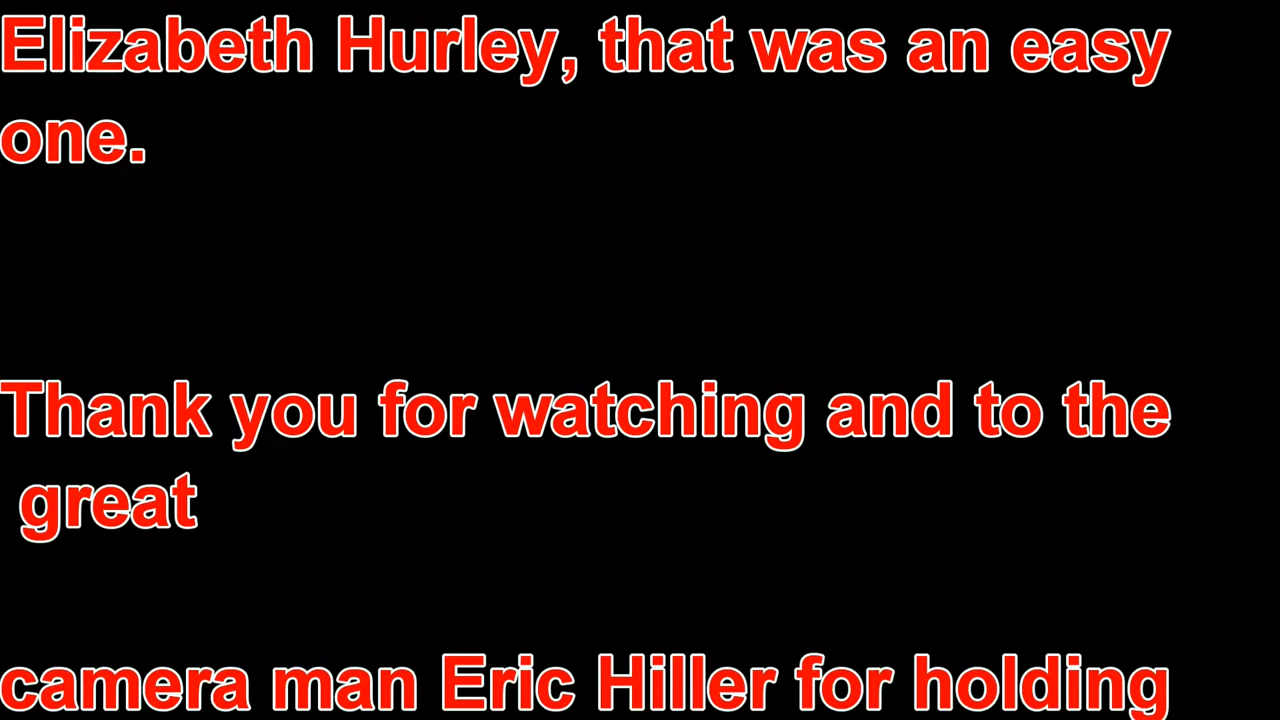 Elizabeth Hurley, that was an easy
one.
Thank you for watching and to the
great
camera man Eric Hiller for holding